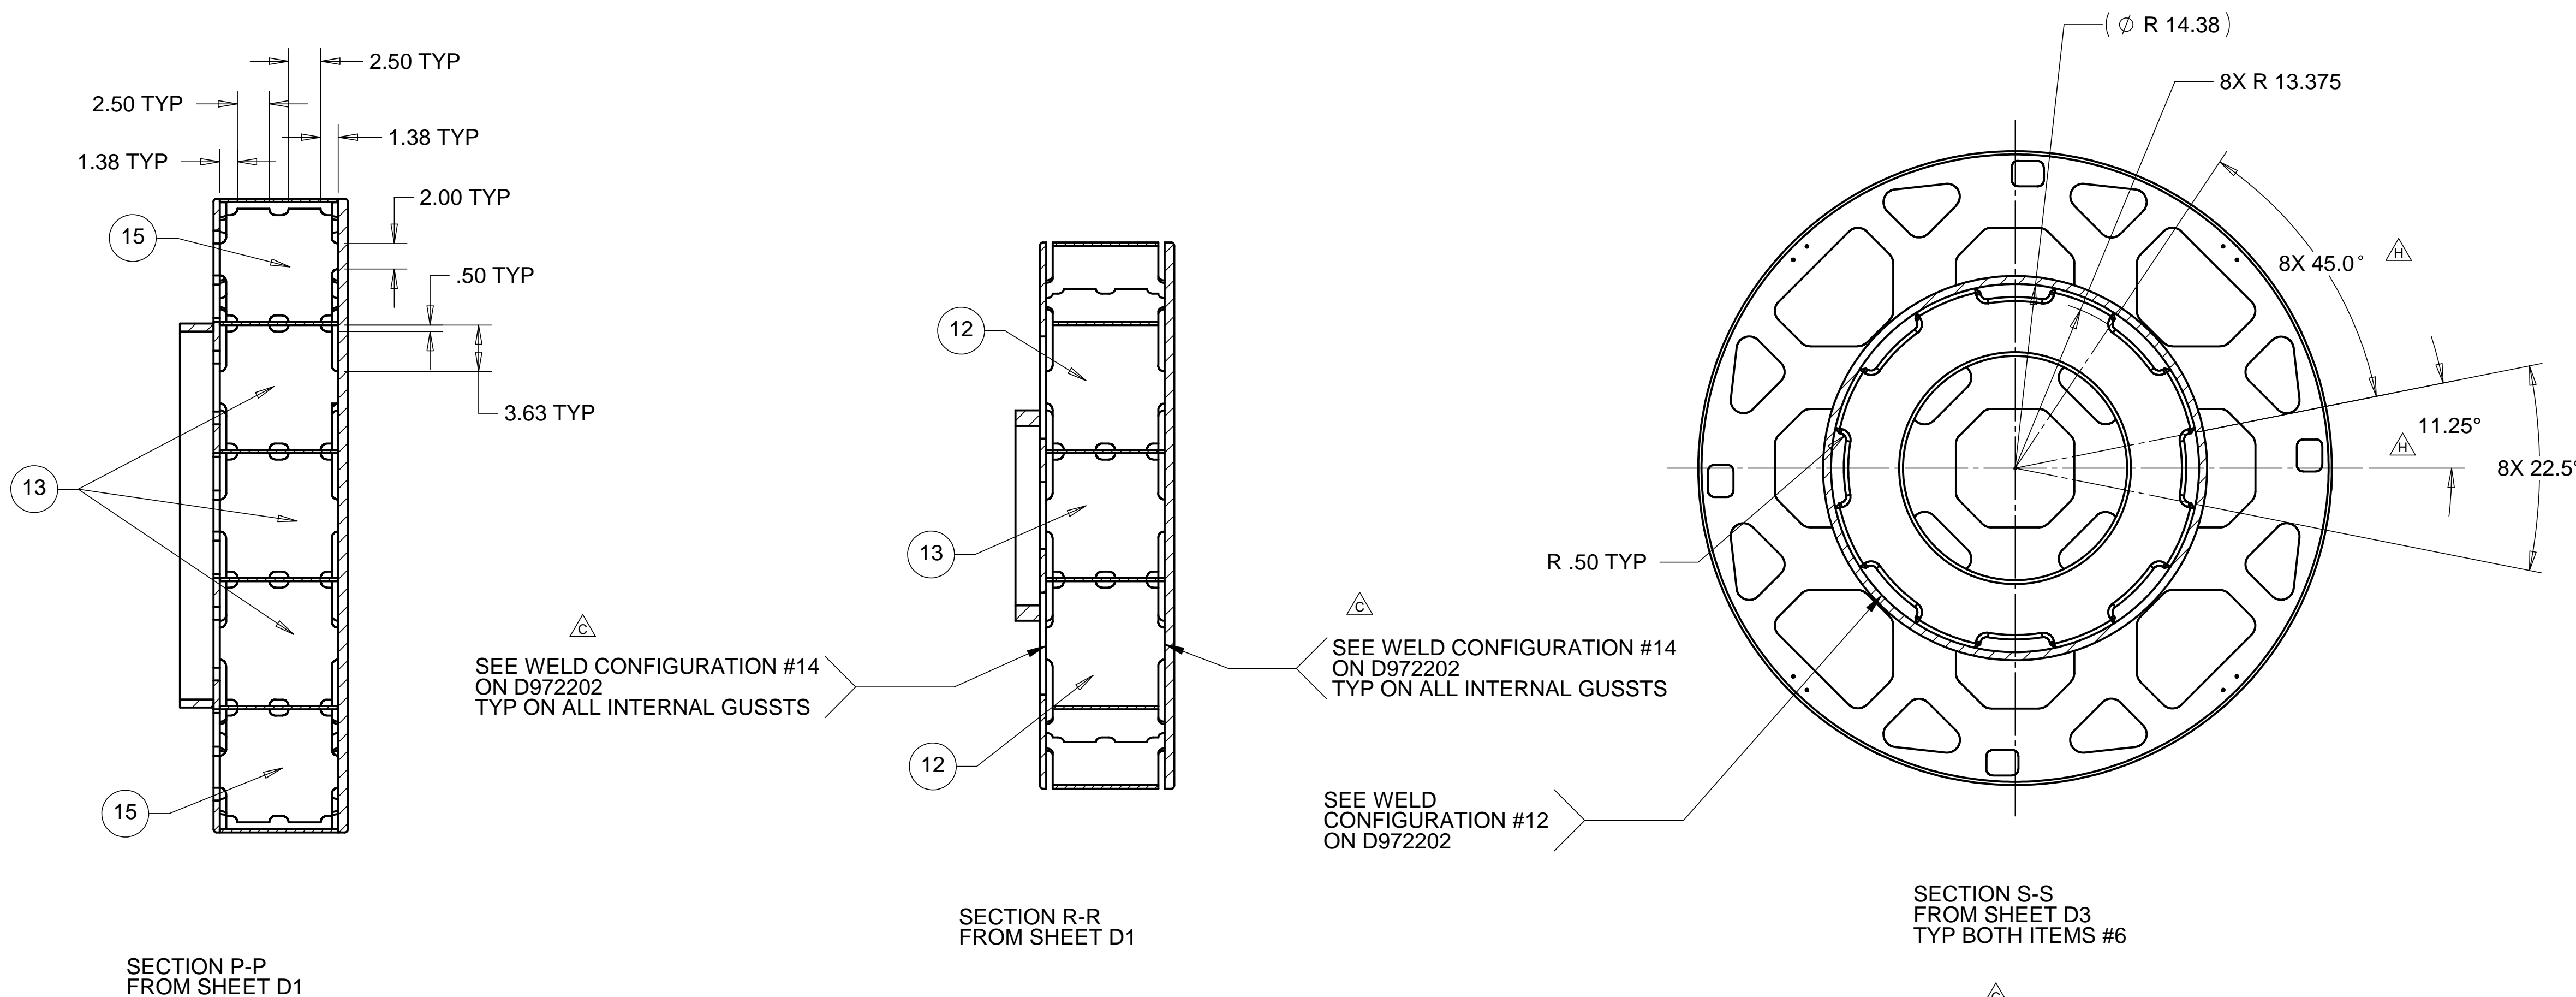 2.50 TYP
2.50 TYP
1.38 TYP
1.38 TYP
2.00 TYP
15
.50 TYP
3.63 TYP
13
15
SECTION P-P
FROM SHEET D1
12
13
12
C
SEE WELD CONFIGURATION #14
ON D972202
TYP ON ALL INTERNAL GUSSTS
C
SEE WELD CONFIGURATION #14
ON D972202
TYP ON ALL INTERNAL GUSSTS
SECTION R-R
FROM SHEET D1
(∅ R 14.38)
8X R 13.375
8X 45.0°
H
11.25°
H
8X 22.5°
R .50 TYP
SEE WELD
CONFIGURATION #12
ON D972202
SECTION S-S
FROM SHEET D3
TYP BOTH ITEMS #6